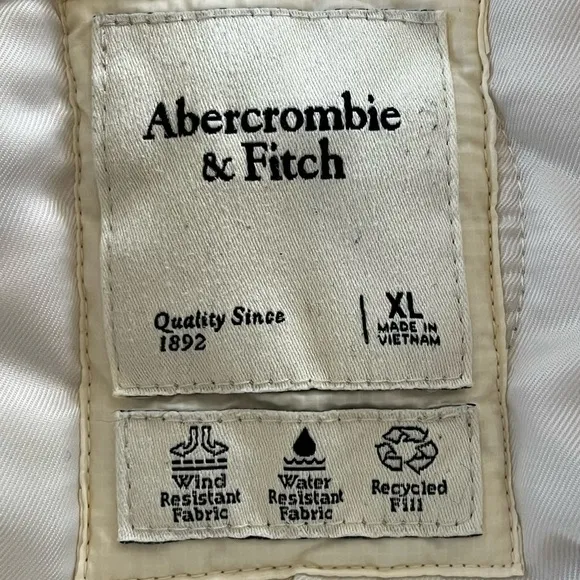 Abercrombie
& Fitch
Quality Since
1892
XL
MADE IN
VIETNAM
Wind
Resistant
Fabric
Water
Resistant
Fabric
Recycled
Fill